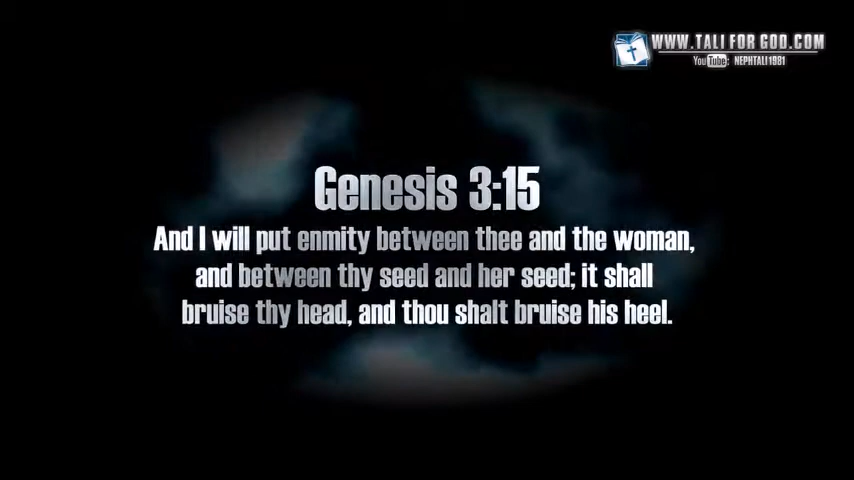 WWW.TALI FOR GOD.COM
YouTube: NEPHTALI1981
Genesis 3:15
And I will put enmity between thee and the woman,
and between thy seed and her seed; it shall
bruise thy head, and thou shalt bruise his heel.